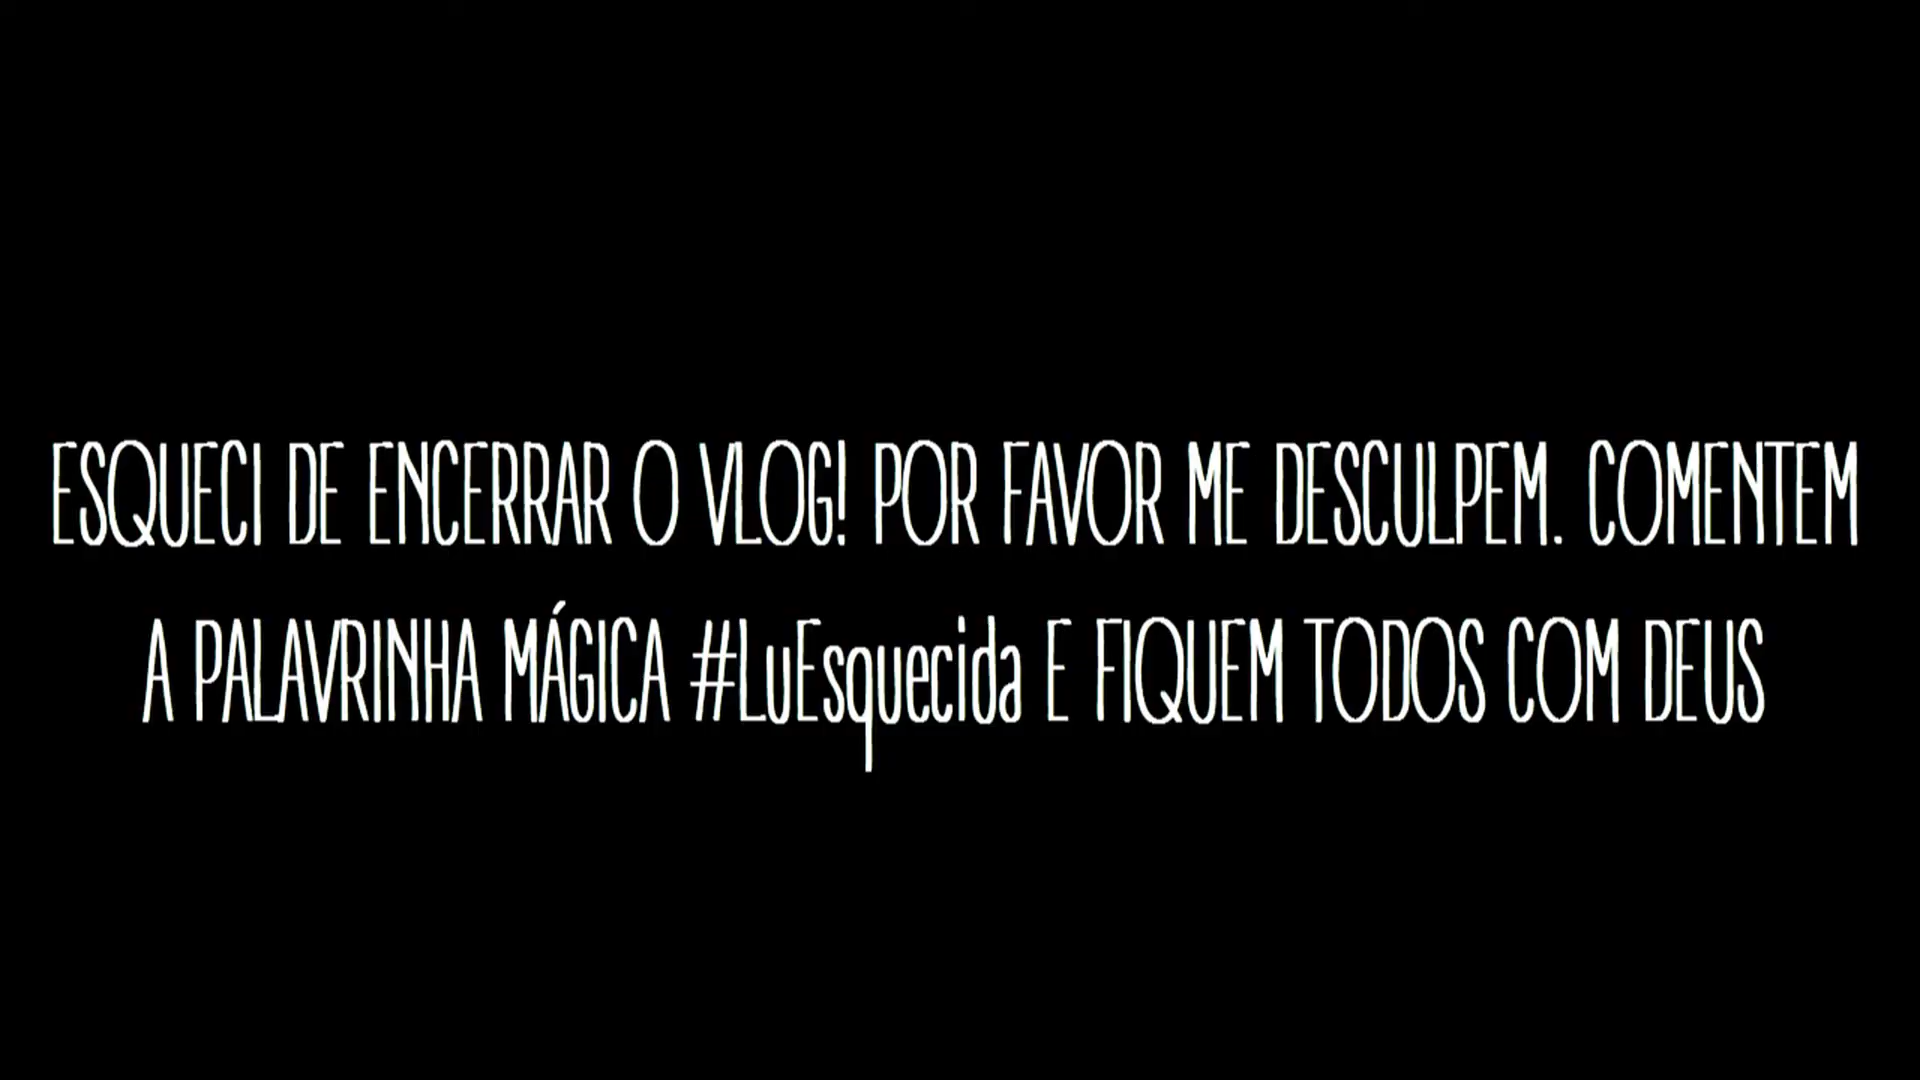 ESQUECI DE ENCERRAR O VLOG! POR FAVOR ME DESCULPEM. COMENTEM
A PALAVRINHA MÁGICA #LuEsquecida E FIQUEM TODOS COM DEUS